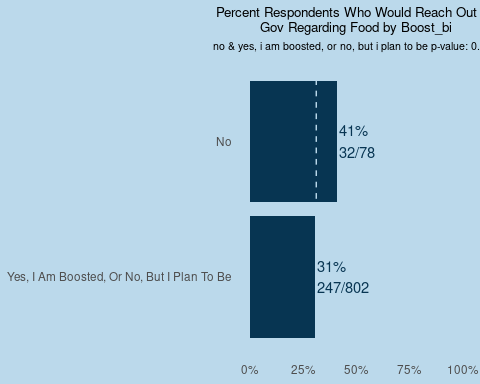 Percent Respondents Who Would Reach Out
Gov Regarding Food by Boost_bi
no & yes, i am boosted, or no, but i plan to be p-value: 0.
No
41%
32/78
Yes, I Am Boosted, Or No, But I Plan To Be
31%
247/802
0% 25% 50% 75% 100%